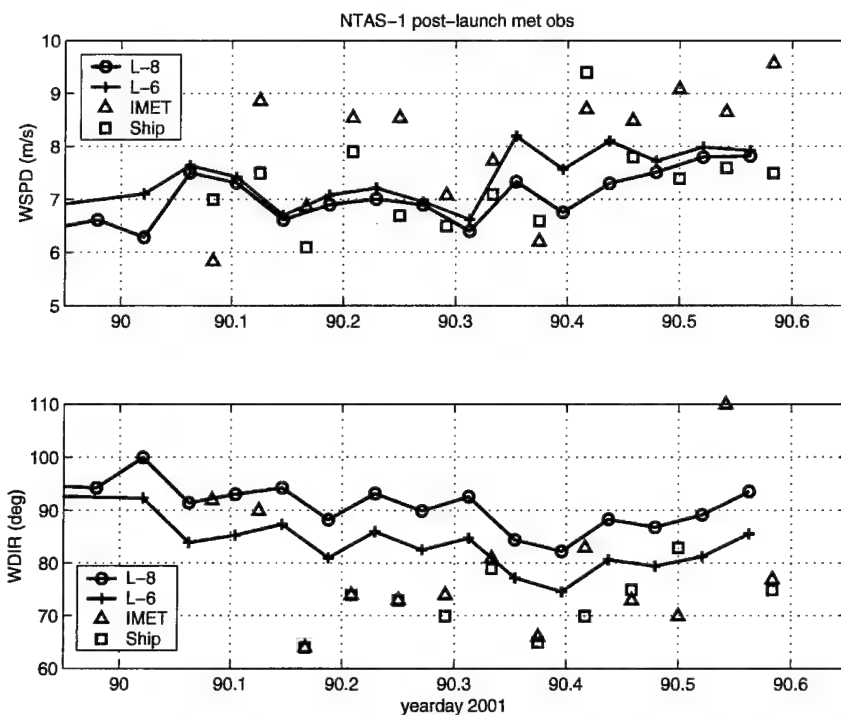 NTAS-1 post-launch met obs
10
9
8
7
6
5
WSPD (m/s)
L-8
L-6
IMET
Ship
90
90.1
90.2
90.3
90.4
90.5
90.6
110
100
90
80
70
60
WDIR (deg)
L-8
L-6
IMET
Ship
90
90.1
90.2
90.3
90.4
90.5
90.6
yearday 2001